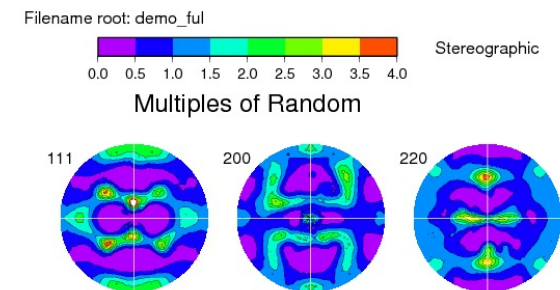 Filename root: demo_ful
0.0 0.5 1.0 1.5 2.0 2.5 3.0 3.5 4.0
Stereographic
Multiples of Random
111 200 220